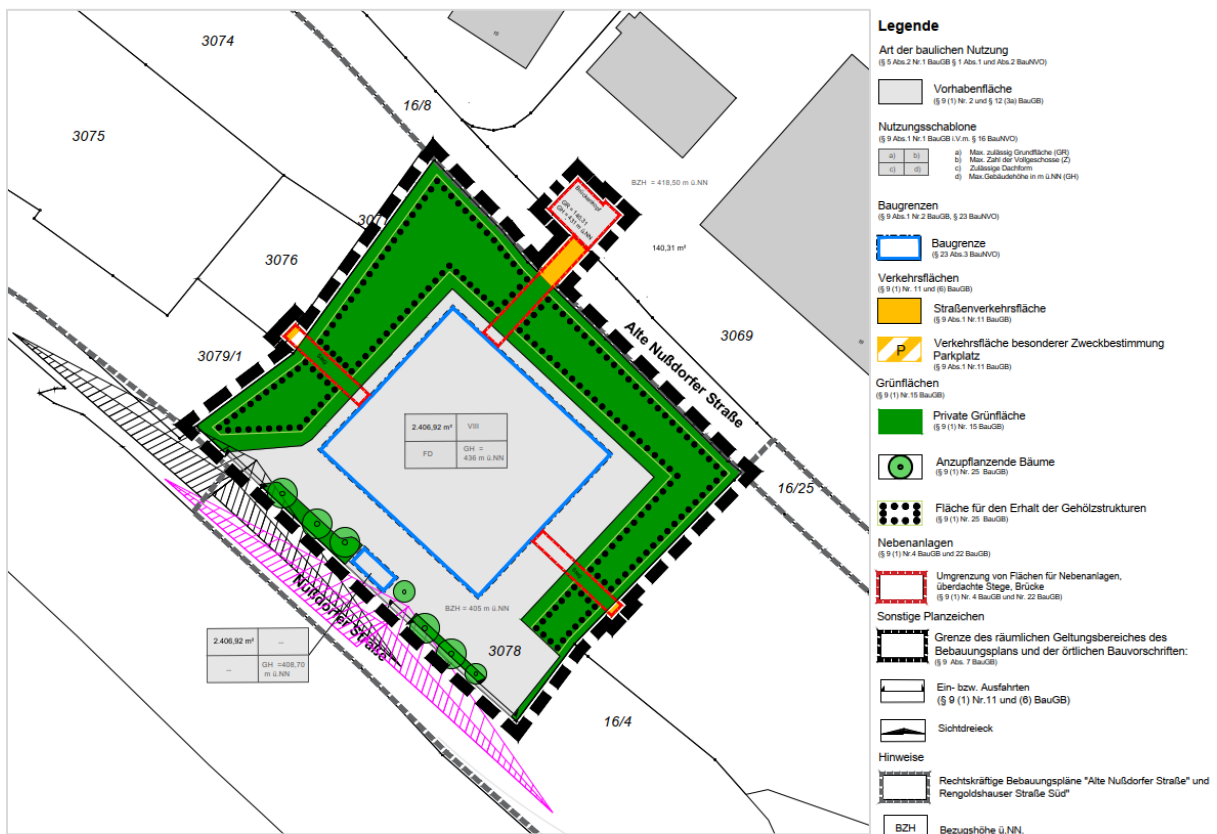 3074
3075
16/8
BZH = 418,50 m ü.NN
Brückenkopf
GR = 140,31
GH = 431 m ü.NN
3077
3076
140,31 m²
3079/1
Alte Nußdorfer Straße
3069
2.406,92 m² VIII
FD GH =
436 m ü.NN
16/25
Nußdorfer Straße
BZH = 405 m ü.NN
2.406,92 m² --
-- GH =408,70
m ü.NN
3078
16/4
Legende
Art der baulichen Nutzung
(§ 5 Abs.2 Nr.1 BauGB § 1 Abs.1 und Abs.2 BauNVO)
Vorhabenfläche
(§ 9 (1) Nr. 2 und § 12 (3a) BauGB)
Nutzungsschablone
(§ 9 Abs.1 Nr.1 BauGB i.V.m. § 16 BauNVO)
a) b)
c) d)
a) Max. zulässig Grundfläche (GR)
b) Max. Zahl der Vollgeschosse (Z)
c) Zulässige Dachform
d) Max.Gebäudehöhe in m ü.NN (GH)
Baugrenzen
(§ 9 Abs.1 Nr.2 BauGB, § 23 BauNVO)
Baugrenze
(§ 23 Abs.3 BauNVO)
Verkehrsflächen
(§ 9 (1) Nr. 11 und (6) BauGB)
Straßenverkehrsfläche
(§ 9 Abs.1 Nr.11 BauGB)
P
Verkehrsfläche besonderer Zweckbestimmung
Parkplatz
(§ 9 Abs.1 Nr.11 BauGB)
Grünflächen
(§ 9 (1) Nr.15 BauGB)
Private Grünfläche
(§ 9 (1) Nr. 15 BauGB)
Anzupflanzende Bäume
(§ 9 (1) Nr. 25 BauGB)
Fläche für den Erhalt der Gehölzstrukturen
(§ 9 (1) Nr. 25 BauGB)
Nebenanlagen
(§ 9 (1) Nr.4 BauGB und 22 BauGB)
Umgrenzung von Flächen für Nebenanlagen,
überdachte Stege, Brücke
(§ 9 (1) Nr. 4 BauGB und Nr. 22 BauGB)
Sonstige Planzeichen
Grenze des räumlichen Geltungsbereiches des
Bebauungsplans und der örtlichen Bauvorschriften:
(§ 9 Abs. 7 BauGB)
Ein- bzw. Ausfahrten
(§ 9 (1) Nr.11 und (6) BauGB)
Sichtdreieck
Hinweise
Rechtskräftige Bebauungspläne "Alte Nußdorfer Straße" und
Rengoldshauser Straße Süd"
BZH
Bezugshöhe ü.NN.